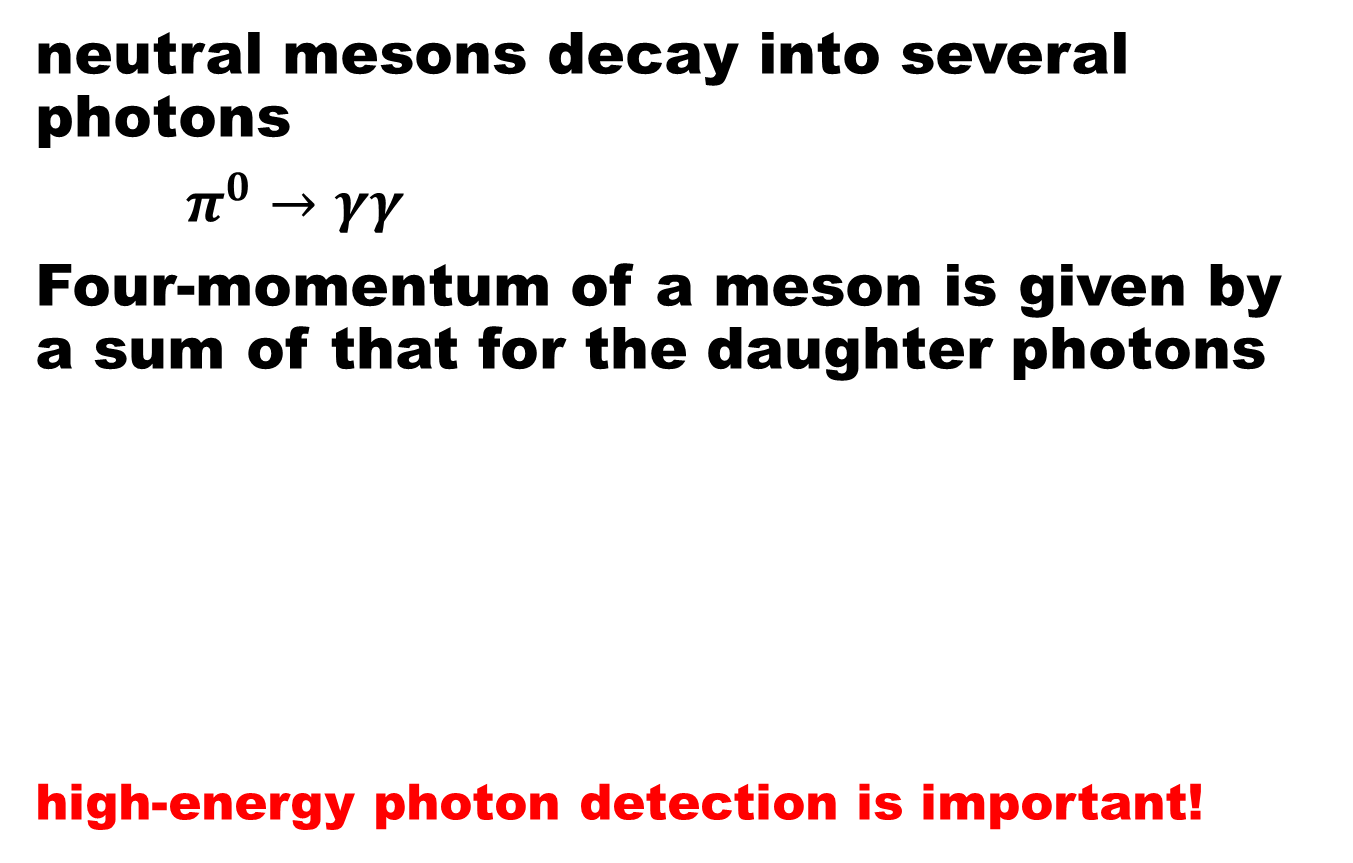 neutral mesons decay into several
photons
π⁰ → γγ
Four-momentum of a meson is given by
a sum of that for the daughter photons
high-energy photon detection is important!